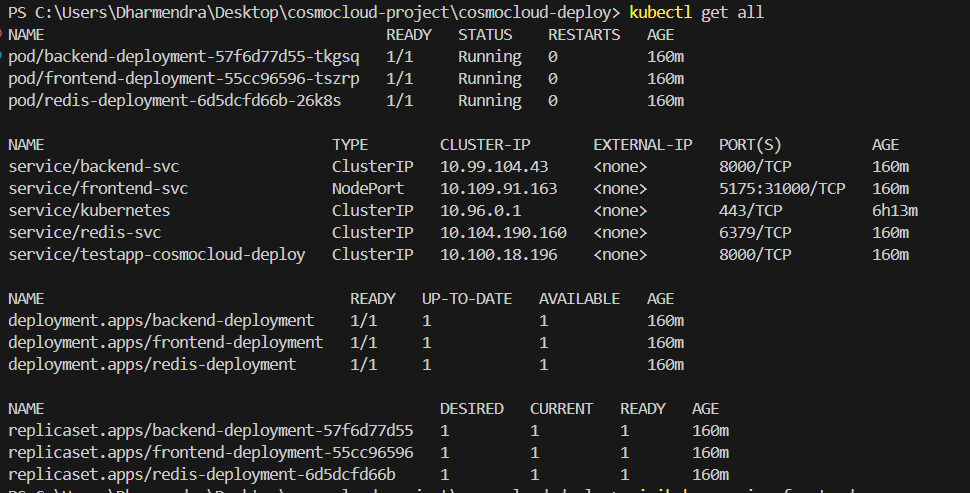 PS C:\Users\Dharmendra\Desktop\cosmocloud-project\cosmocloud-deploy> kubectl get all
NAME READY STATUS RESTARTS AGE
pod/backend-deployment-57f6d77d55-tkgsq 1/1 Running 0 160m
pod/frontend-deployment-55cc96596-tszrp 1/1 Running 0 160m
pod/redis-deployment-6d5dcfd66b-26k8s 1/1 Running 0 160m
NAME TYPE CLUSTER-IP EXTERNAL-IP PORT(S) AGE
service/backend-svc ClusterIP 10.99.104.43 <none> 8000/TCP 160m
service/frontend-svc NodePort 10.109.91.163 <none> 5175:31000/TCP 160m
service/kubernetes ClusterIP 10.96.0.1 <none> 443/TCP 6h13m
service/redis-svc ClusterIP 10.104.190.160 <none> 6379/TCP 160m
service/testapp-cosmocloud-deploy ClusterIP 10.100.18.196 <none> 8000/TCP 160m
NAME READY UP-TO-DATE AVAILABLE AGE
deployment.apps/backend-deployment 1/1 1 1 160m
deployment.apps/frontend-deployment 1/1 1 1 160m
deployment.apps/redis-deployment 1/1 1 1 160m
NAME DESIRED CURRENT READY AGE
replicaset.apps/backend-deployment-57f6d77d55 1 1 1 160m
replicaset.apps/frontend-deployment-55cc96596 1 1 1 160m
replicaset.apps/redis-deployment-6d5dcfd66b 1 1 1 160m